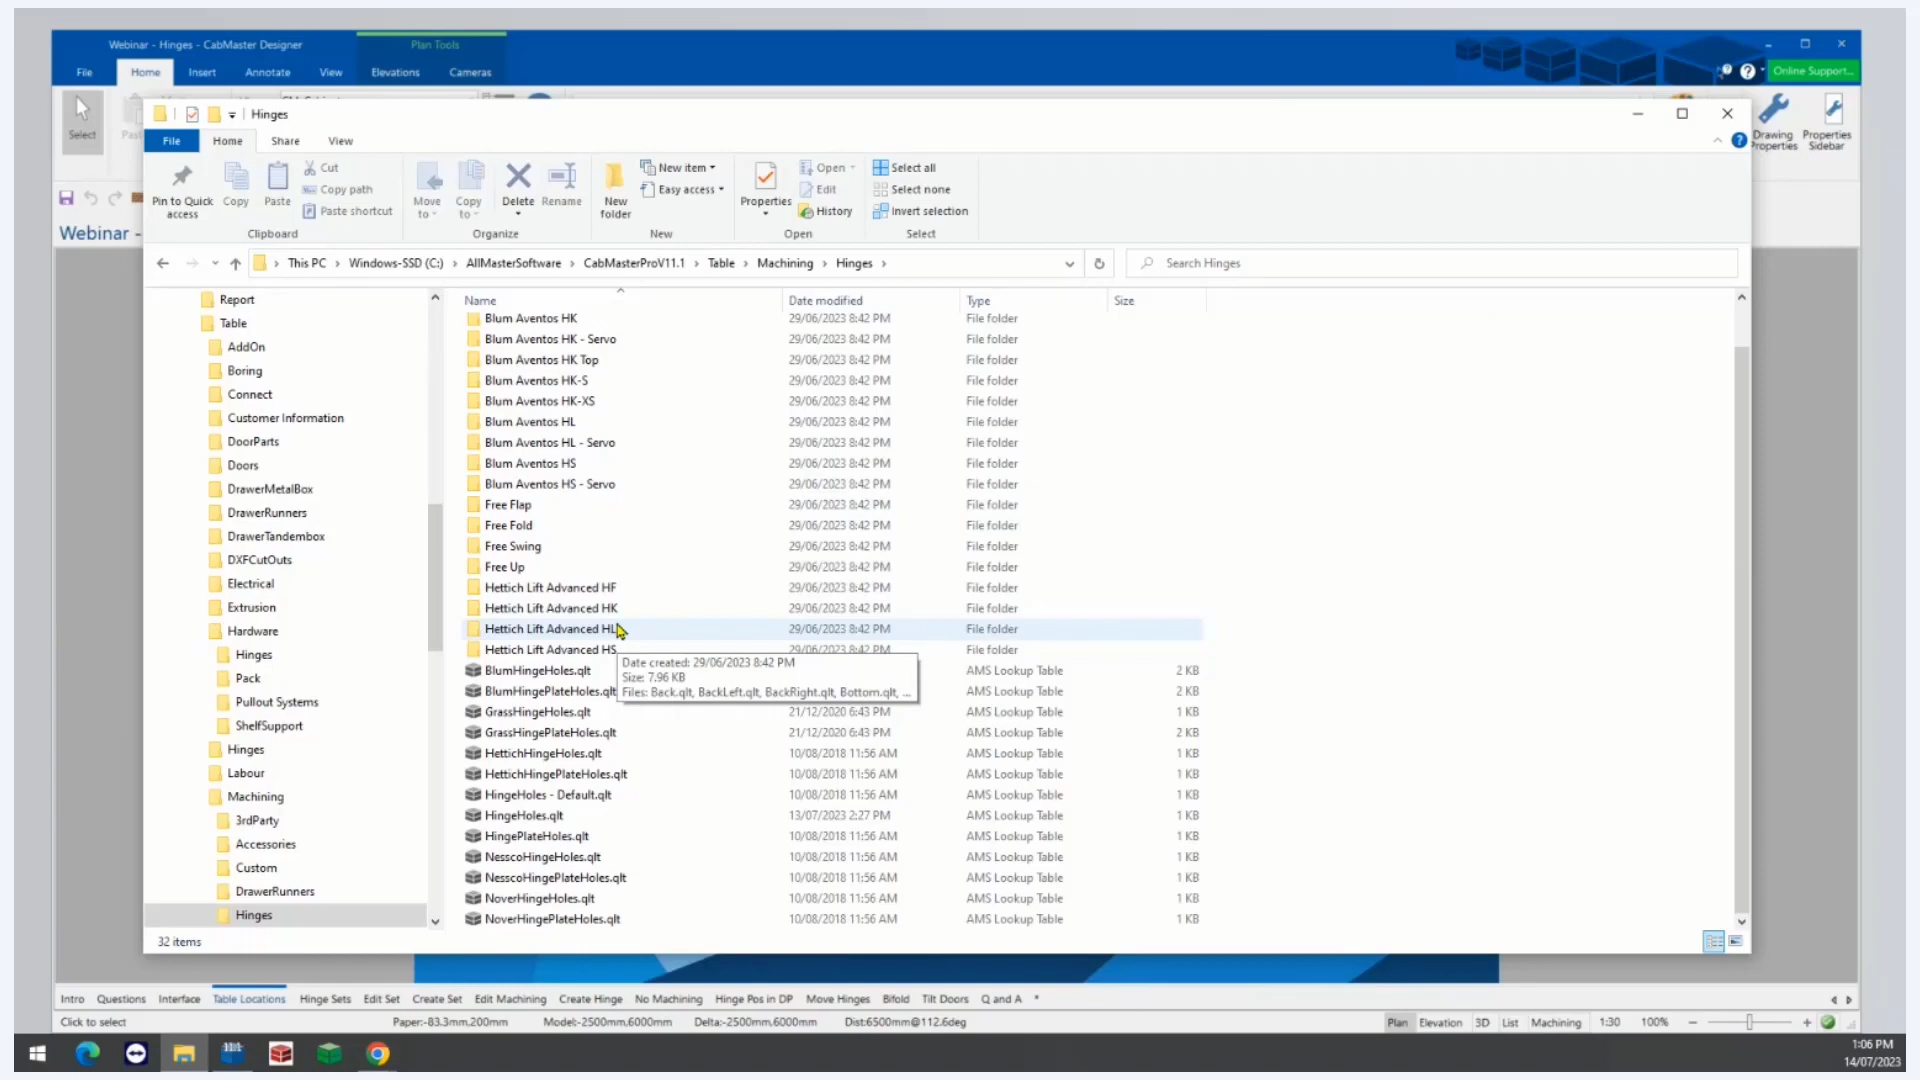 Webinar - Hinges - CabMaster Designer
Plan Tools
File
Home
Insert
Annotate
View
Elevations
Cameras
Online Support...
Select
Drawing Properties
Properties Sidebar
Webinar -
Hinges
File
Home
Share
View
Pin to Quick access
Copy
Paste
Cut
Copy path
Paste shortcut
Clipboard
Move to
Copy to
Delete
Rename
Organize
New folder
New item
Easy access
New
Properties
Open
Edit
History
Open
Select all
Select none
Invert selection
Select
This PC > Windows-SSD (C:) > AllMasterSoftware > CabMasterProV11.1 > Table > Machining > Hinges >
Search Hinges
Report
Table
AddOn
Boring
Connect
Customer Information
DoorParts
Doors
DrawerMetalBox
DrawerRunners
DrawerTandembox
DXFCutOuts
Electrical
Extrusion
Hardware
Hinges
Pack
Pullout Systems
ShelfSupport
Hinges
Labour
Machining
3rdParty
Accessories
Custom
DrawerRunners
Hinges
Name Date modified Type Size
Blum Aventos HK 29/06/2023 8:42 PM File folder
Blum Aventos HK - Servo 29/06/2023 8:42 PM File folder
Blum Aventos HK Top 29/06/2023 8:42 PM File folder
Blum Aventos HK-S 29/06/2023 8:42 PM File folder
Blum Aventos HK-XS 29/06/2023 8:42 PM File folder
Blum Aventos HL 29/06/2023 8:42 PM File folder
Blum Aventos HL - Servo 29/06/2023 8:42 PM File folder
Blum Aventos HS 29/06/2023 8:42 PM File folder
Blum Aventos HS - Servo 29/06/2023 8:42 PM File folder
Free Flap 29/06/2023 8:42 PM File folder
Free Fold 29/06/2023 8:42 PM File folder
Free Swing 29/06/2023 8:42 PM File folder
Free Up 29/06/2023 8:42 PM File folder
Hettich Lift Advanced HF 29/06/2023 8:42 PM File folder
Hettich Lift Advanced HK 29/06/2023 8:42 PM File folder
Hettich Lift Advanced HL 29/06/2023 8:42 PM File folder
Hettich Lift Advanced HS 29/06/2023 8:42 PM File folder
Date created: 29/06/2023 8:42 PM
Size: 7.96 KB
Files: Back.qlt, BackLeft.qlt, BackRight.qlt, Bottom.qlt, ...
BlumHingeHoles.qlt AMS Lookup Table 2 KB
BlumHingePlateHoles.qlt AMS Lookup Table 2 KB
GrassHingeHoles.qlt 21/12/2020 6:43 PM AMS Lookup Table 1 KB
GrassHingePlateHoles.qlt 21/12/2020 6:43 PM AMS Lookup Table 2 KB
HettichHingeHoles.qlt 10/08/2018 11:56 AM AMS Lookup Table 1 KB
HettichHingePlateHoles.qlt 10/08/2018 11:56 AM AMS Lookup Table 1 KB
HingeHoles - Default.qlt 10/08/2018 11:56 AM AMS Lookup Table 1 KB
HingeHoles.qlt 13/07/2023 2:27 PM AMS Lookup Table 1 KB
HingePlateHoles.qlt 10/08/2018 11:56 AM AMS Lookup Table 1 KB
NesscoHingeHoles.qlt 10/08/2018 11:56 AM AMS Lookup Table 1 KB
NesscoHingePlateHoles.qlt 10/08/2018 11:56 AM AMS Lookup Table 1 KB
NoverHingeHoles.qlt 10/08/2018 11:56 AM AMS Lookup Table 1 KB
NoverHingePlateHoles.qlt 10/08/2018 11:56 AM AMS Lookup Table 1 KB
32 items
Intro Questions Interface Table Locations Hinge Sets Edit Set Create Set Edit Machining Create Hinge No Machining Hinge Pos in DP Move Hinges Bifold Tilt Doors Q and A *
Click to select Paper:-83.3mm,200mm Model:-2500mm,6000mm Delta:-2500mm,6000mm Dist:6500mm@112.6deg Plan Elevation 3D List Machining 1:30 100%
1:06 PM
14/07/2023